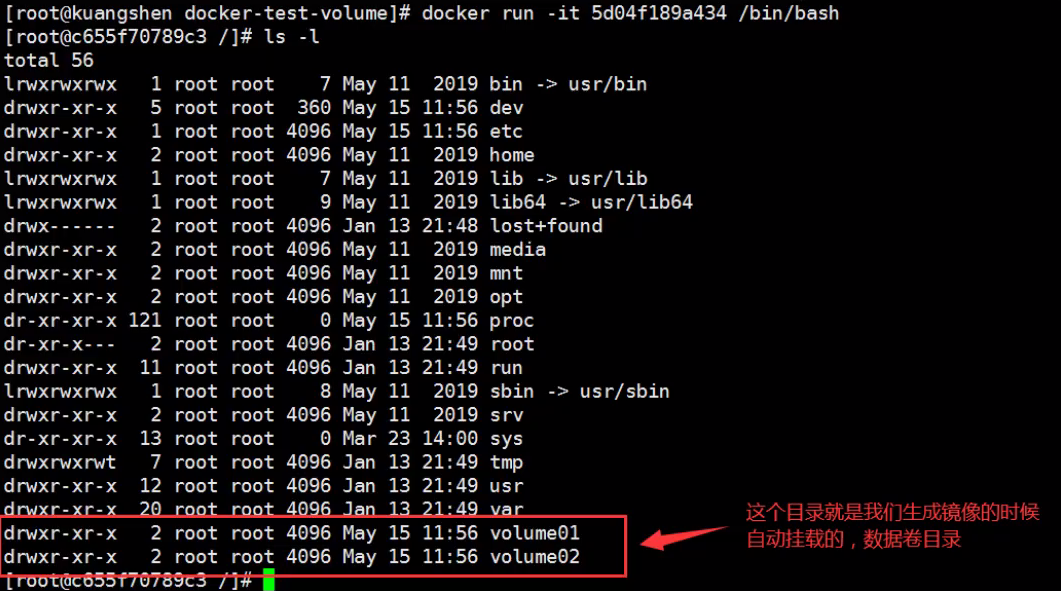 [root@kuangshen docker-test-volume]# docker run -it 5d04f189a434 /bin/bash
[root@c655f70789c3 /]# ls -l
total 56
lrwxrwxrwx   1 root root    7 May 11  2019 bin -> usr/bin
drwxr-xr-x   5 root root  360 May 15 11:56 dev
drwxr-xr-x   1 root root 4096 May 15 11:56 etc
drwxr-xr-x   2 root root 4096 May 11  2019 home
lrwxrwxrwx   1 root root    7 May 11  2019 lib -> usr/lib
lrwxrwxrwx   1 root root    9 May 11  2019 lib64 -> usr/lib64
drwx------   2 root root 4096 Jan 13 21:48 lost+found
drwxr-xr-x   2 root root 4096 May 11  2019 media
drwxr-xr-x   2 root root 4096 May 11  2019 mnt
drwxr-xr-x   2 root root 4096 May 11  2019 opt
dr-xr-xr-x 121 root root    0 May 15 11:56 proc
dr-xr-x---   2 root root 4096 Jan 13 21:49 root
drwxr-xr-x  11 root root 4096 Jan 13 21:49 run
lrwxrwxrwx   1 root root    8 May 11  2019 sbin -> usr/sbin
drwxr-xr-x   2 root root 4096 May 11  2019 srv
dr-xr-xr-x  13 root root    0 Mar 23 14:00 sys
drwxrwxrwt   7 root root 4096 Jan 13 21:49 tmp
drwxr-xr-x  12 root root 4096 Jan 13 21:49 usr
drwxr-xr-x  20 root root 4096 Jan 13 21:49 var
drwxr-xr-x   2 root root 4096 May 15 11:56 volume01
drwxr-xr-x   2 root root 4096 May 15 11:56 volume02
[root@c655f70789c3 /]#
这个目录就是我们生成镜像的时候
自动挂载的，数据卷目录